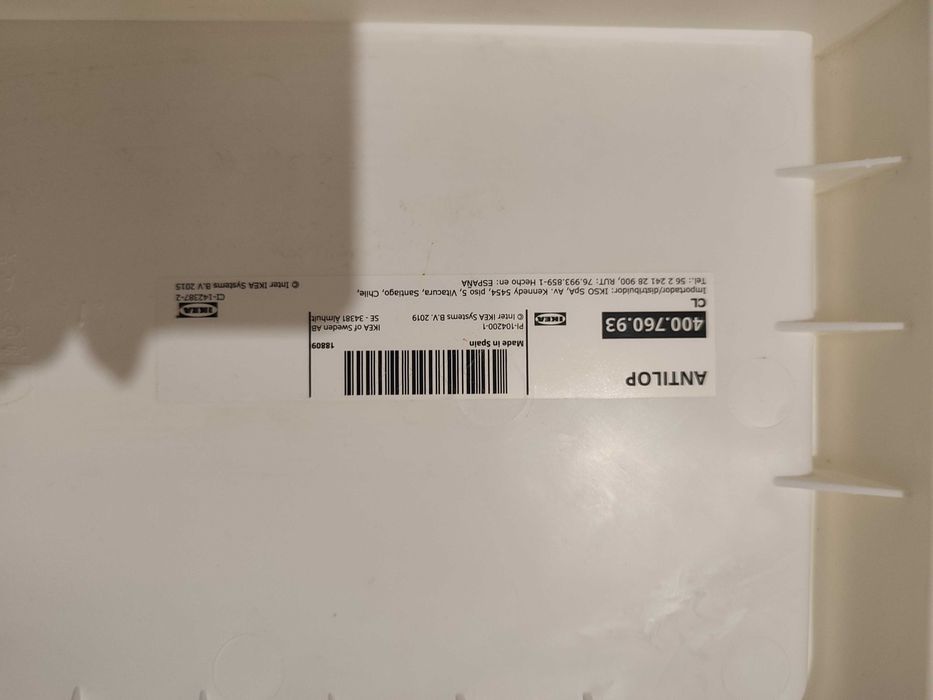 ANTILOP
400.760.93
Made in Spain
PI-104200-1
© Inter IKEA Systems B.V. 2019
IKEA
18809
IKEA of Sweden AB
SE - 34381 Älmhult
CL
Importador/distribuidor: IKSO SpA, Av. Kennedy 5454, piso 5, Vitacura, Santiago, Chile,
Tel.: 56 2 241 28 900, RUT: 76.993.859-1 Hecho en: ESPAÑA
IKEA
CI-142387-2
© Inter IKEA Systems B.V. 2015